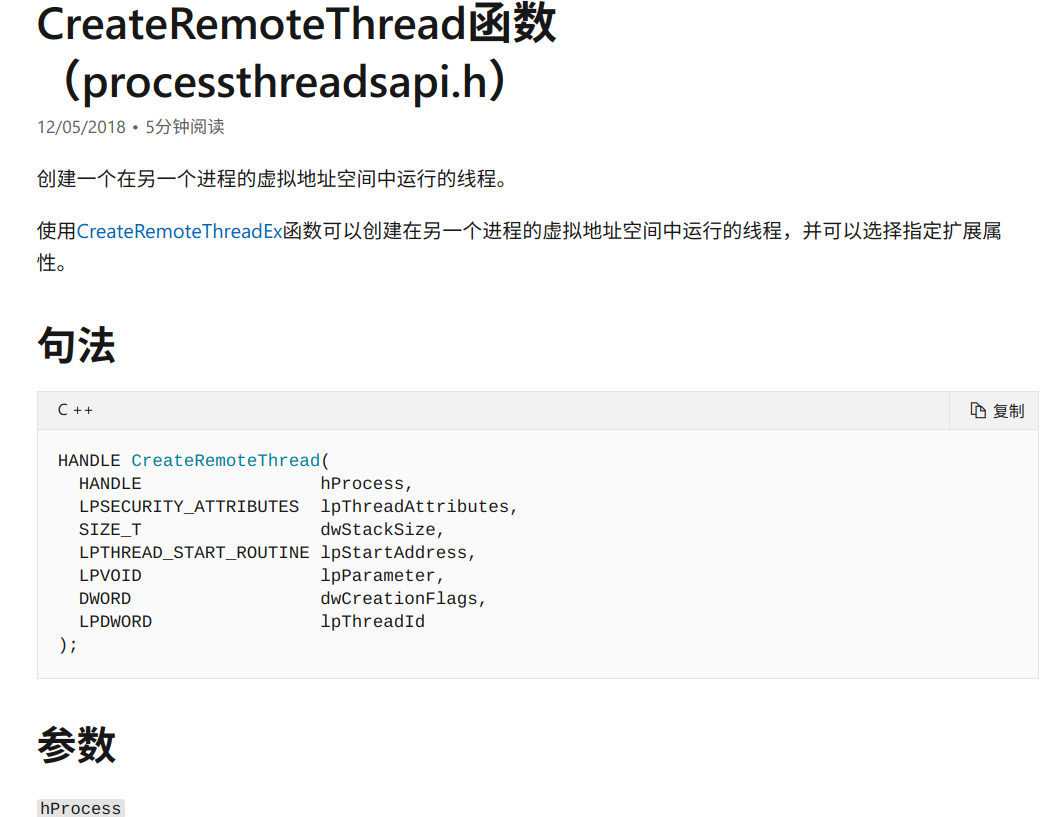 CreateRemoteThread函数
（processthreadsapi.h）
12/05/2018 • 5分钟阅读
创建一个在另一个进程的虚拟地址空间中运行的线程。
使用CreateRemoteThreadEx函数可以创建在另一个进程的虚拟地址空间中运行的线程，并可以选择指定扩展属
性。
句法
C ++ 复制
HANDLE CreateRemoteThread(
  HANDLE                 hProcess,
  LPSECURITY_ATTRIBUTES  lpThreadAttributes,
  SIZE_T                 dwStackSize,
  LPTHREAD_START_ROUTINE lpStartAddress,
  LPVOID                 lpParameter,
  DWORD                  dwCreationFlags,
  LPDWORD                lpThreadId
);
参数
hProcess